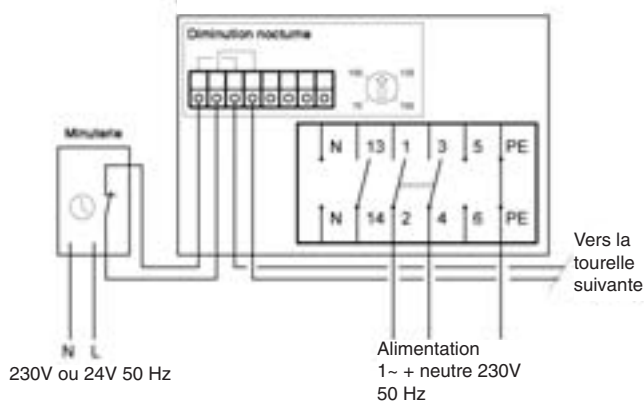 Diminution nocturne
Minuterie
N 13 1 3 5 PE
N 14 2 4 6 PE
Vers la
tourelle
suivante
N L
230V ou 24V 50 Hz
Alimentation
1~ + neutre 230V
50 Hz